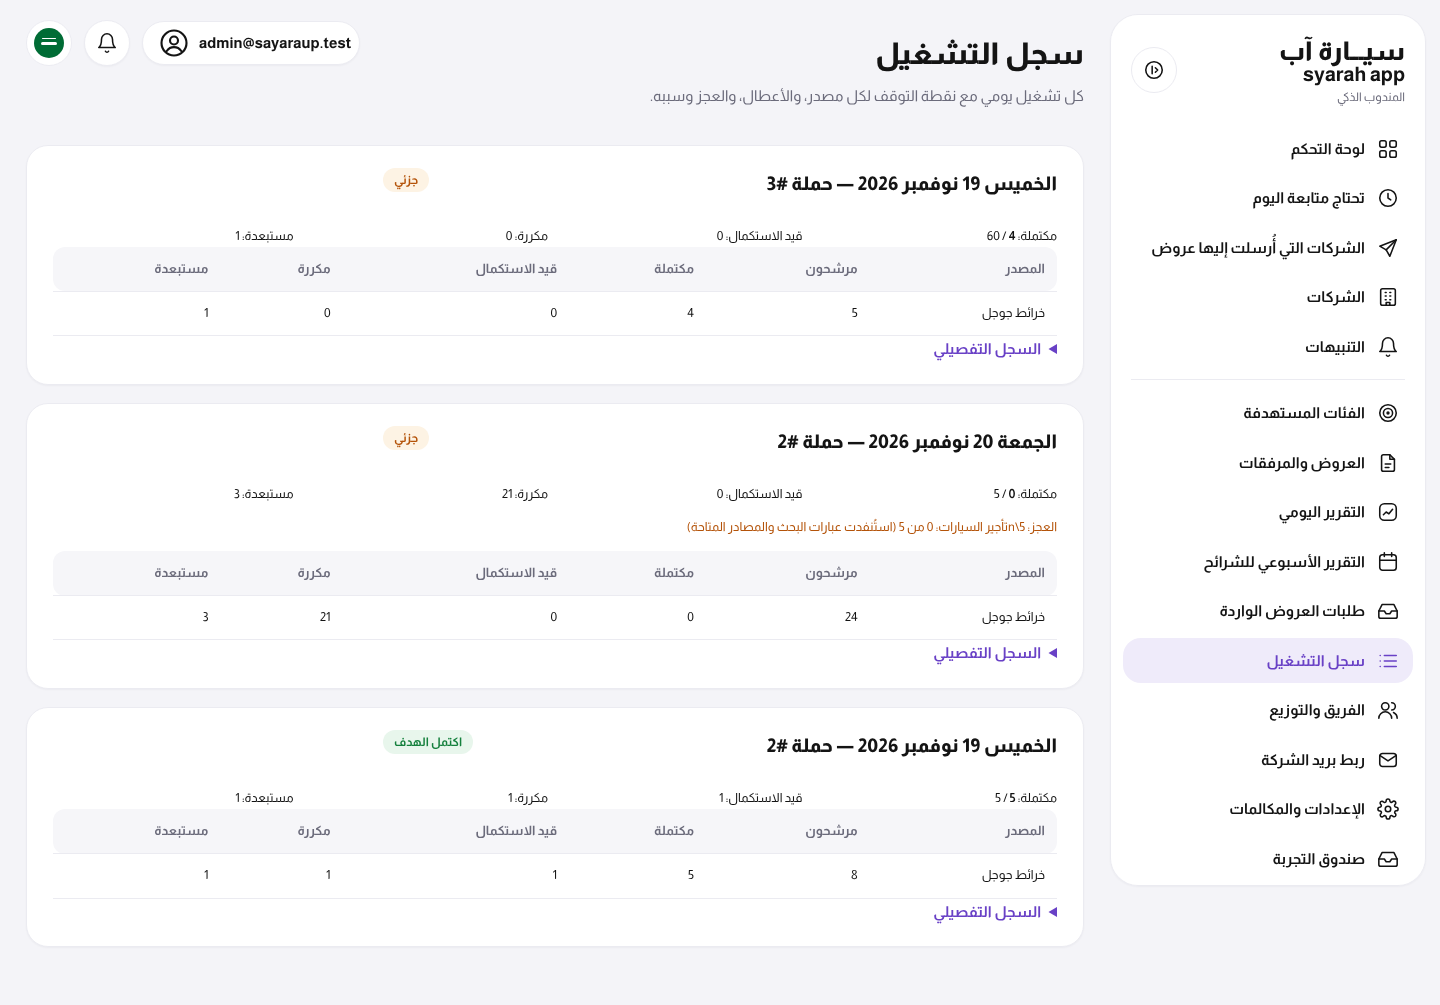 سيــارة آب
syarah app
المندوب الذكي
لوحة التحكم
تحتاج متابعة اليوم
الشركات التي أُرسلت إليها عروض
الشركات
التنبيهات
الفئات المستهدفة
العروض والمرفقات
التقرير اليومي
التقرير الأسبوعي للشرائح
طلبات العروض الواردة
سجل التشغيل
الفريق والتوزيع
ربط بريد الشركة
الإعدادات والمكالمات
صندوق التجربة
admin@sayaraup.test
سجل التشغيل
كل تشغيل يومي مع نقطة التوقف لكل مصدر، والأعطال، والعجز وسببه.
الخميس 19 نوفمبر 2026 — حملة #3
جزئي
مكتملة: 4 / 60 قيد الاستكمال: 0 مكررة: 0 مستبعدة: 1
المصدر مرشحون مكتملة قيد الاستكمال مكررة مستبعدة
خرائط جوجل 5 4 0 0 1
السجل التفصيلي
الجمعة 20 نوفمبر 2026 — حملة #2
جزئي
مكتملة: 0 / 5 قيد الاستكمال: 0 مكررة: 21 مستبعدة: 3
العجز: 5\nتأجير السيارات: 0 من 5 (استُنفدت عبارات البحث والمصادر المتاحة)
المصدر مرشحون مكتملة قيد الاستكمال مكررة مستبعدة
خرائط جوجل 24 0 0 21 3
السجل التفصيلي
الخميس 19 نوفمبر 2026 — حملة #2
اكتمل الهدف
مكتملة: 5 / 5 قيد الاستكمال: 1 مكررة: 1 مستبعدة: 1
المصدر مرشحون مكتملة قيد الاستكمال مكررة مستبعدة
خرائط جوجل 8 5 1 1 1
السجل التفصيلي